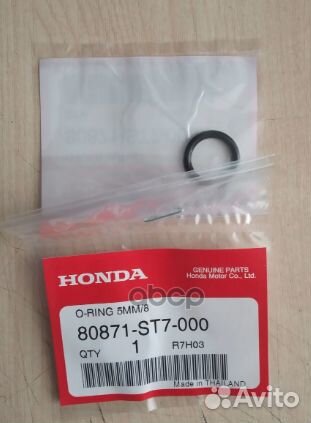 HONDA
GENUINE PARTS
Honda Motor Co., Ltd.
abcp
O-RING 5MM/8
80871-ST7-000
QTY 1 R7H03
Made in THAILAND
Avito